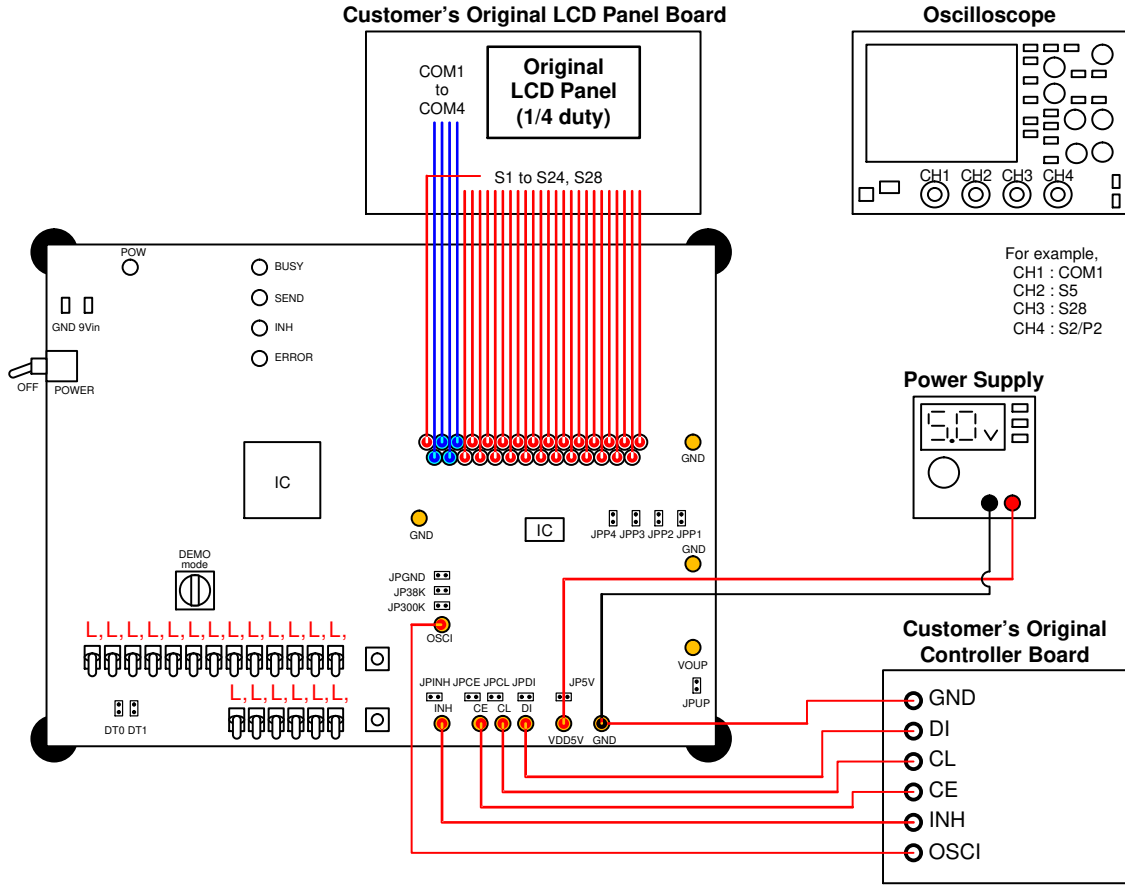 Customer's Original LCD Panel Board
Oscilloscope
COM1
to
COM4
Original
LCD Panel
(1/4 duty)
S1 to S24, S28
CH1 CH2 CH3 CH4
For example,
CH1 : COM1
CH2 : S5
CH3 : S28
CH4 : S2/P2
POW
BUSY
SEND
INH
ERROR
GND 9Vin
OFF
POWER
Power Supply
5.0 v
IC
GND
GND
IC
JPP4 JPP3 JPP2 JPP1
GND
DEMO
mode
JPGND
JP38K
JP300K
OSCI
L, L, L, L, L, L, L, L, L, L, L, L,
L, L, L, L, L, L,
DT0 DT1
VOUP
JPUP
JPINH JPCE JPCL JPDI JP5V
INH CE CL DI
VDD5V GND
Customer's Original
Controller Board
GND
DI
CL
CE
INH
OSCI